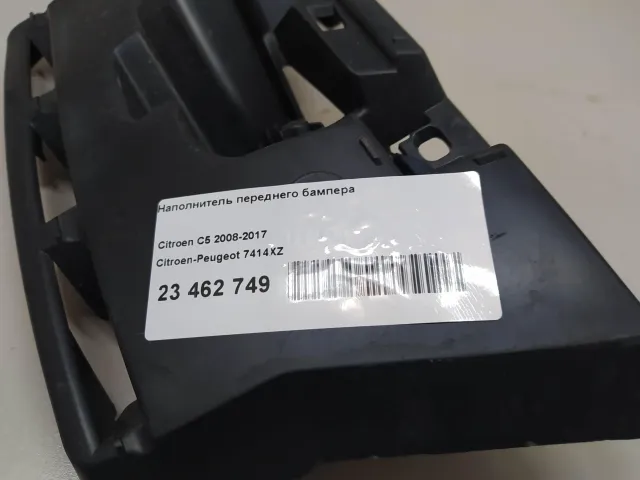 Наполнитель переднего бампера
Citroen C5 2008-2017
Citroen-Peugeot 7414XZ
23 462 749